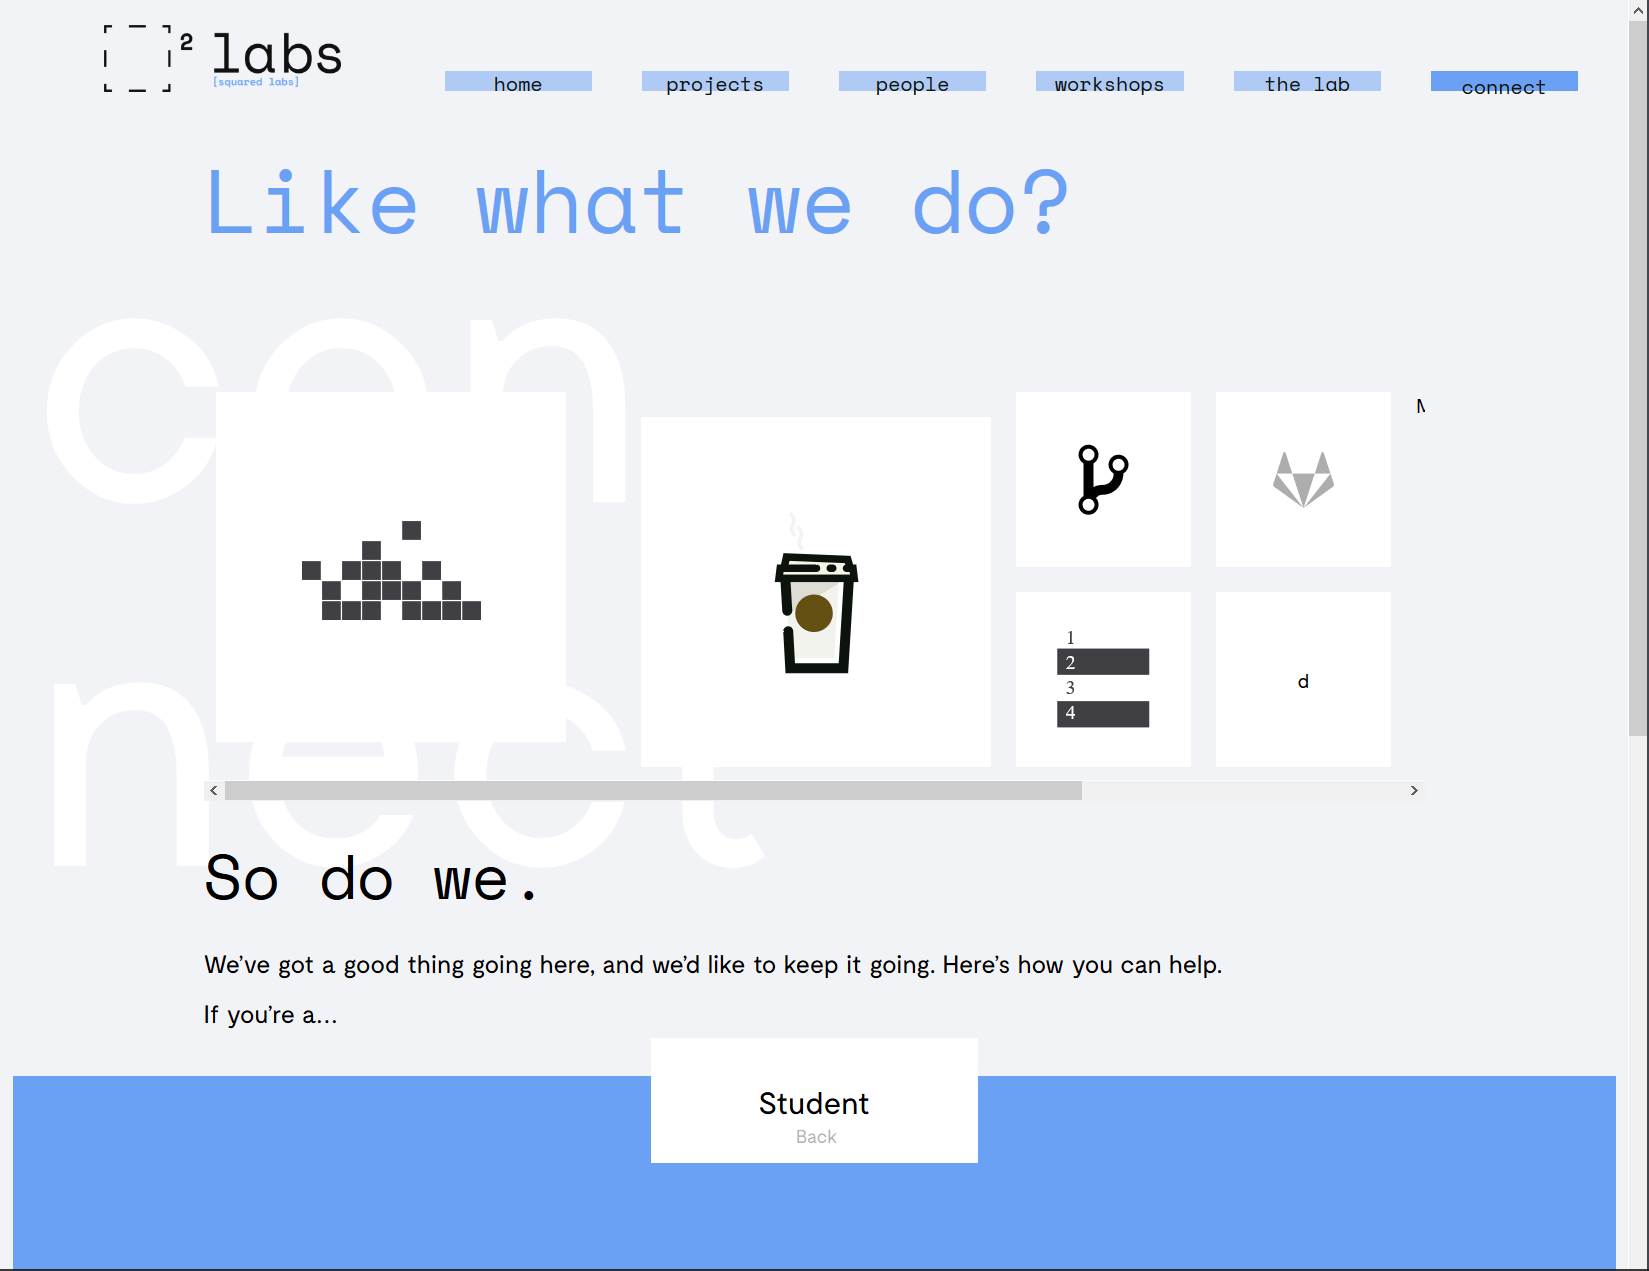 ² labs
[squared labs]
home
projects
people
workshops
the lab
connect
Like what we do?
con
nect
1
2
3
4
d
So do we.
We’ve got a good thing going here, and we’d like to keep it going. Here’s how you can help.
If you’re a...
Student
Back